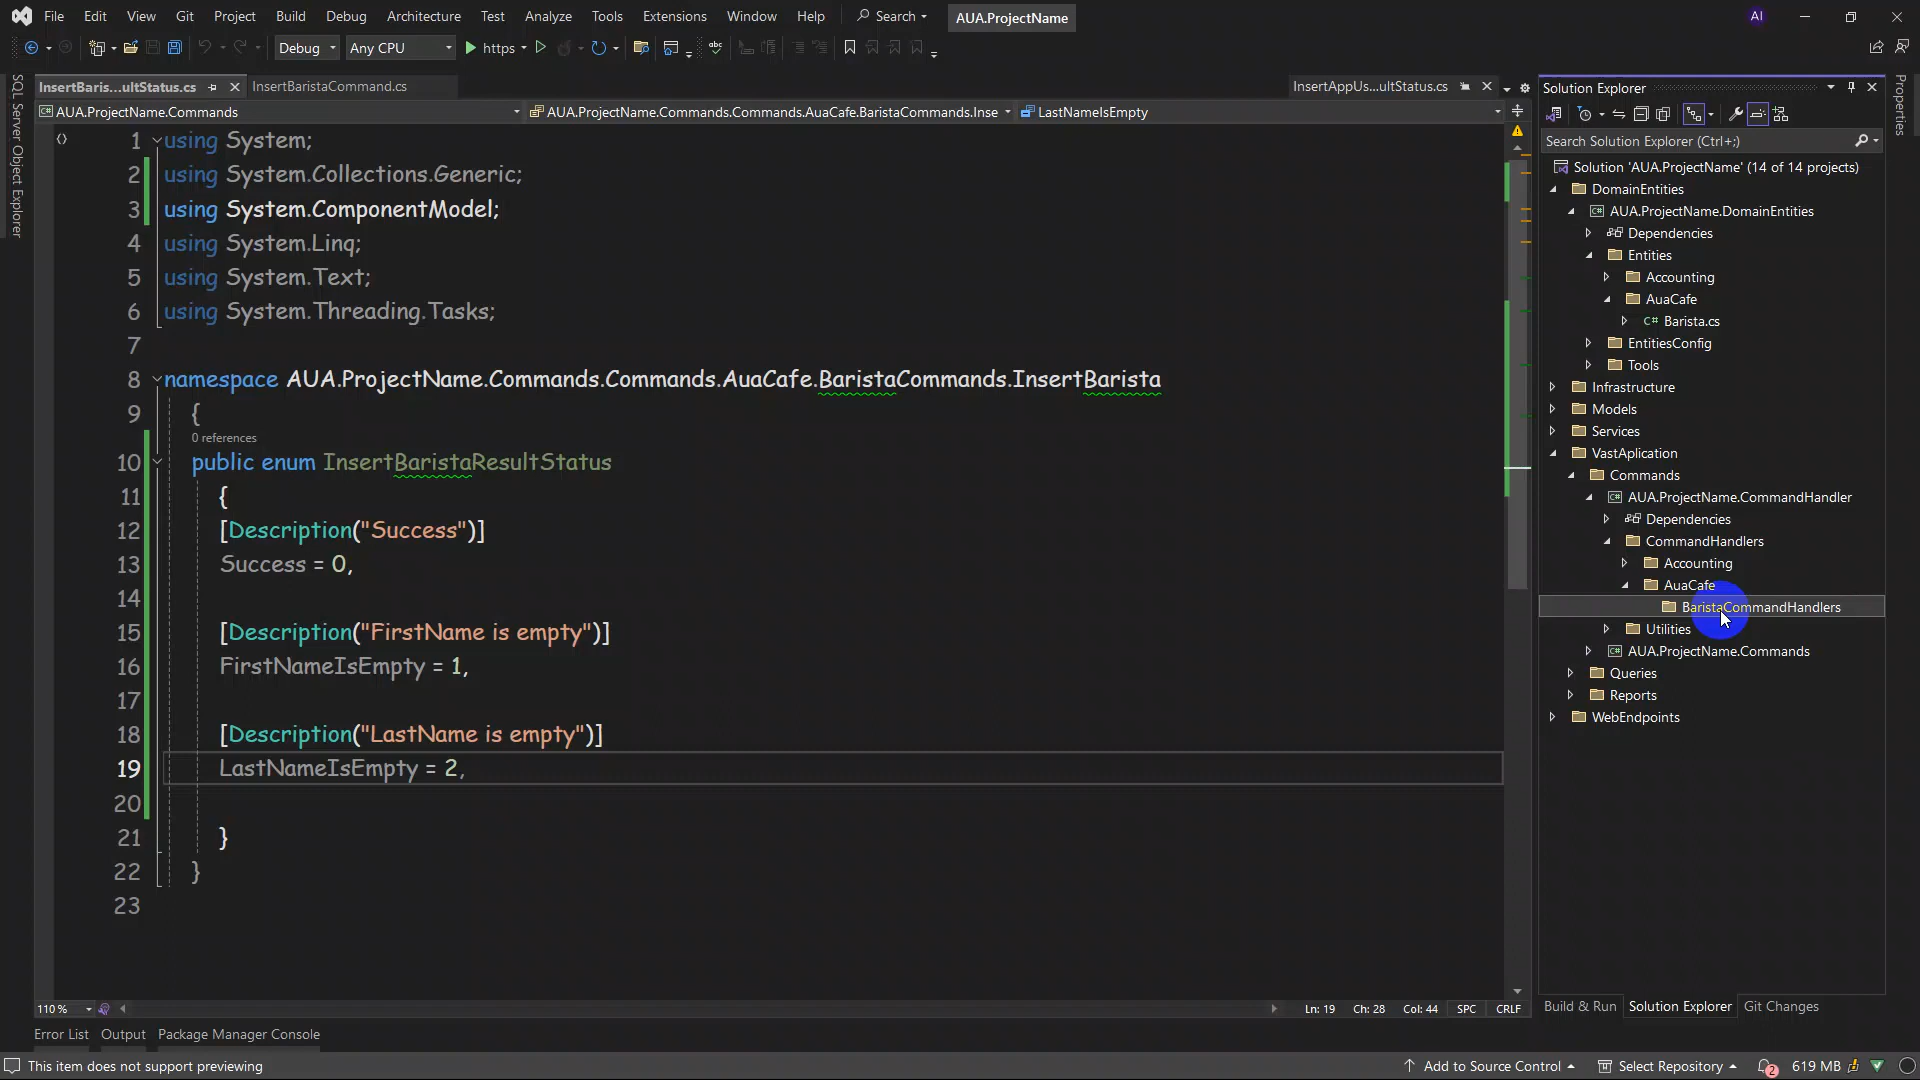 File Edit View Git Project Build Debug Architecture Test Analyze Tools Extensions Window Help Search AUA.ProjectName AI
Debug Any CPU https
InsertBaris...ultStatus.cs InsertBaristaCommand.cs InsertAppUs...ultStatus.cs
AUA.ProjectName.Commands AUA.ProjectName.Commands.Commands.AuaCafe.BaristaCommands.Inse LastNameIsEmpty
SQL Server Object Explorer
1 using System;
2 using System.Collections.Generic;
3 using System.ComponentModel;
4 using System.Linq;
5 using System.Text;
6 using System.Threading.Tasks;
7
8 namespace AUA.ProjectName.Commands.Commands.AuaCafe.BaristaCommands.InsertBarista
9 {
0 references
10 public enum InsertBaristaResultStatus
11 {
12 [Description("Success")]
13 Success = 0,
14
15 [Description("FirstName is empty")]
16 FirstNameIsEmpty = 1,
17
18 [Description("LastName is empty")]
19 LastNameIsEmpty = 2,
20
21 }
22 }
23
110 % Ln: 19 Ch: 28 Col: 44 SPC CRLF
Solution Explorer
Search Solution Explorer (Ctrl+;)
Solution 'AUA.ProjectName' (14 of 14 projects)
DomainEntities
AUA.ProjectName.DomainEntities
Dependencies
Entities
Accounting
AuaCafe
C# Barista.cs
EntitiesConfig
Tools
Infrastructure
Models
Services
VastAplication
Commands
AUA.ProjectName.CommandHandler
Dependencies
CommandHandlers
Accounting
AuaCafe
BaristaCommandHandlers
Utilities
AUA.ProjectName.Commands
Queries
Reports
WebEndpoints
Build & Run Solution Explorer Git Changes
Properties
Error List Output Package Manager Console
This item does not support previewing Add to Source Control Select Repository 2 619 MB